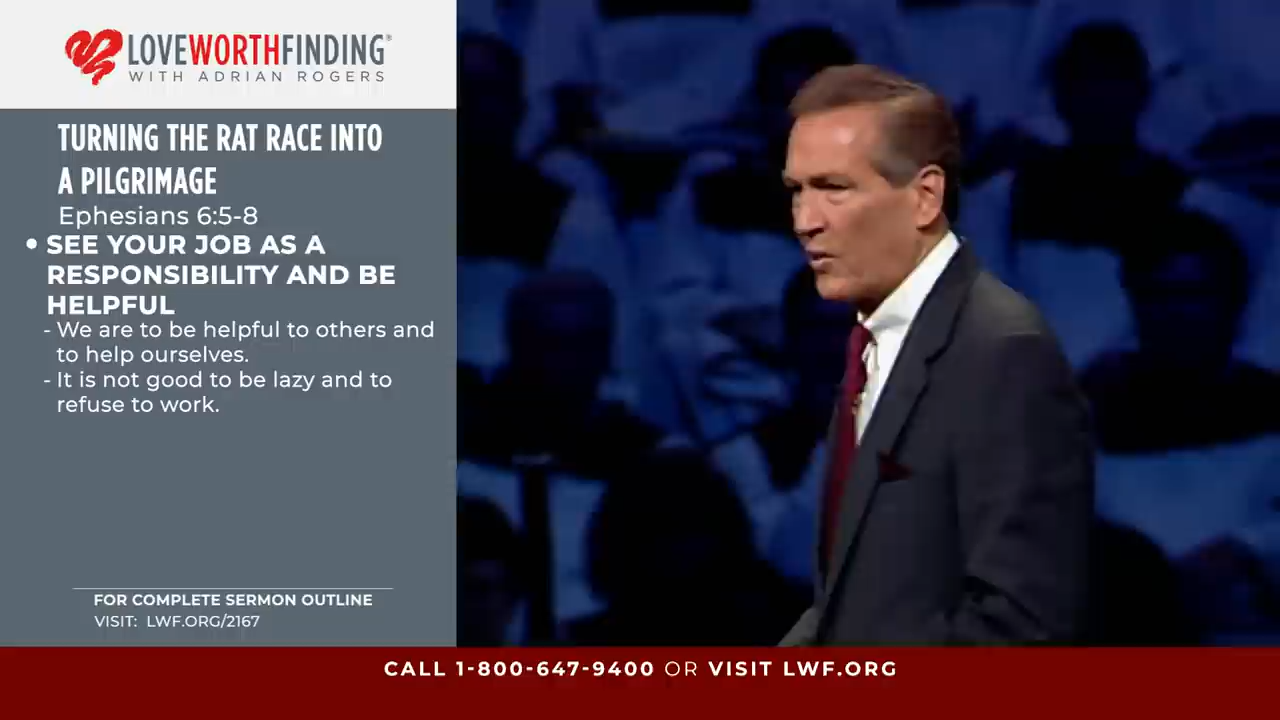 LOVEWORTHFINDING®
WITH ADRIAN ROGERS
TURNING THE RAT RACE INTO
A PILGRIMAGE
Ephesians 6:5-8
• SEE YOUR JOB AS A
RESPONSIBILITY AND BE
HELPFUL
- We are to be helpful to others and
to help ourselves.
- It is not good to be lazy and to
refuse to work.
FOR COMPLETE SERMON OUTLINE
VISIT: LWF.ORG/2167
CALL 1-800-647-9400 OR VISIT LWF.ORG